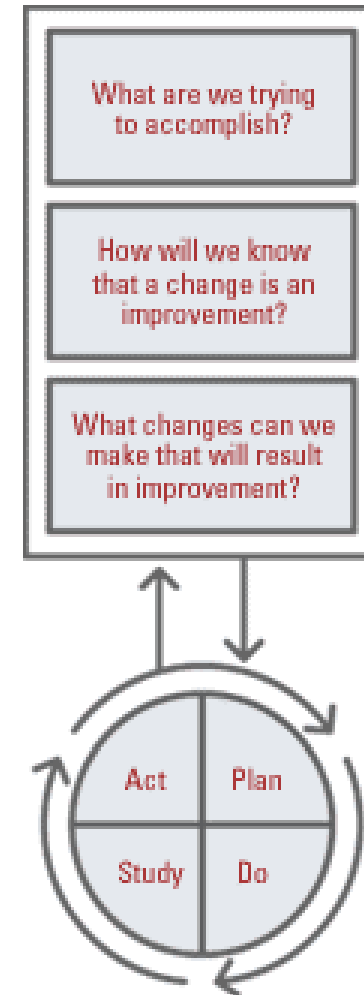 What are we trying
to accomplish?
How will we know
that a change is an
improvement?
What changes can we
make that will result
in improvement?
Act
Plan
Study
Do